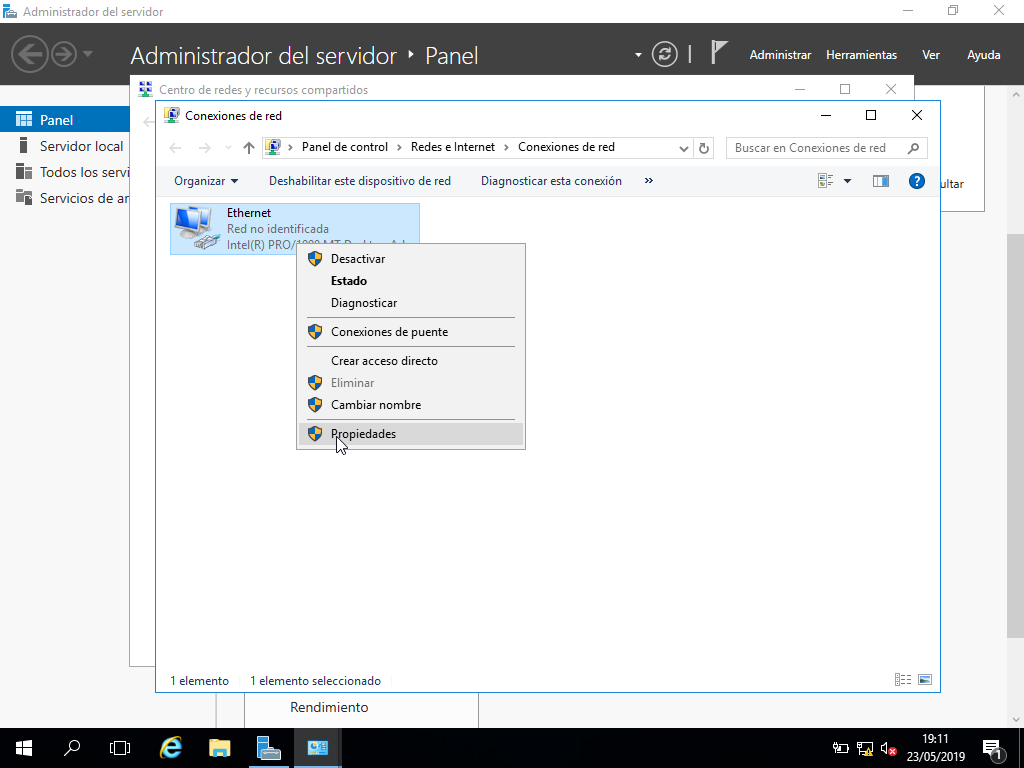 Administrador del servidor
Administrador del servidor ‣ Panel
Administrar Herramientas Ver Ayuda
Centro de redes y recursos compartidos
Panel
Servidor local
Todos los servi
Servicios de ar
Conexiones de red
Panel de control > Redes e Internet > Conexiones de red
Buscar en Conexiones de red
Organizar Deshabilitar este dispositivo de red Diagnosticar esta conexión »
ultar
Ethernet
Red no identificada
Intel(R) PRO/1000 MT Desktop Ad
Desactivar
Estado
Diagnosticar
Conexiones de puente
Crear acceso directo
Eliminar
Cambiar nombre
Propiedades
1 elemento 1 elemento seleccionado
Rendimiento
19:11
23/05/2019
1